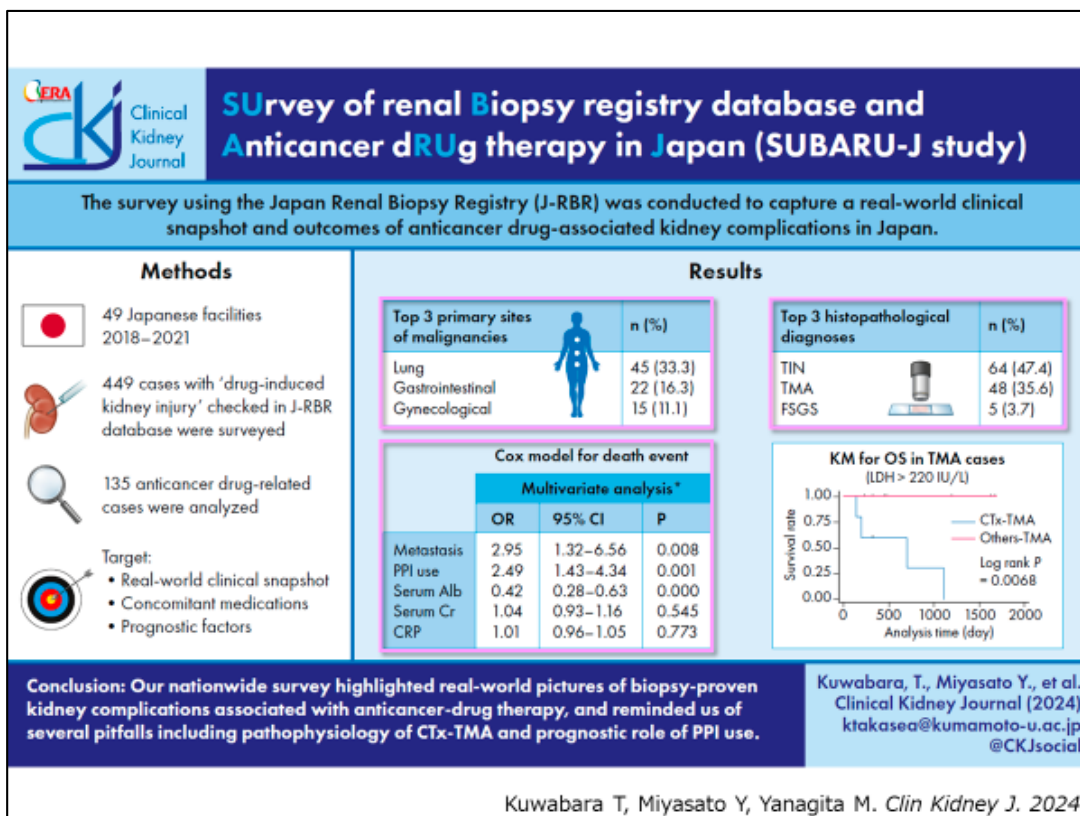 ERA
CKJ
Clinical
Kidney
Journal
SUrvey of renal Biopsy registry database and
Anticancer dRUg therapy in Japan (SUBARU-J study)
The survey using the Japan Renal Biopsy Registry (J-RBR) was conducted to capture a real-world clinical
snapshot and outcomes of anticancer drug-associated kidney complications in Japan.
Methods
49 Japanese facilities
2018–2021
449 cases with ‘drug-induced
kidney injury’ checked in J-RBR
database were surveyed
135 anticancer drug-related
cases were analyzed
Target:
• Real-world clinical snapshot
• Concomitant medications
• Prognostic factors
Results
Top 3 primary sites
of malignancies n (%)
Lung 45 (33.3)
Gastrointestinal 22 (16.3)
Gynecological 15 (11.1)
Top 3 histopathological
diagnoses n (%)
TIN 64 (47.4)
TMA 48 (35.6)
FSGS 5 (3.7)
Cox model for death event
Multivariate analysis*
OR 95% CI P
Metastasis 2.95 1.32–6.56 0.008
PPI use 2.49 1.43–4.34 0.001
Serum Alb 0.42 0.28–0.63 0.000
Serum Cr 1.04 0.93–1.16 0.545
CRP 1.01 0.96–1.05 0.773
KM for OS in TMA cases
(LDH > 220 IU/L)
Survival rate
1.00
0.75
0.50
0.25
0.00
CTx-TMA
Others-TMA
Log rank P
= 0.0068
0 500 1000 1500 2000
Analysis time (day)
Conclusion: Our nationwide survey highlighted real-world pictures of biopsy-proven
kidney complications associated with anticancer-drug therapy, and reminded us of
several pitfalls including pathophysiology of CTx-TMA and prognostic role of PPI use.
Kuwabara, T., Miyasato Y., et al.
Clinical Kidney Journal (2024)
ktakasea@kumamoto-u.ac.jp
@CKJsocial
Kuwabara T, Miyasato Y, Yanagita M. Clin Kidney J. 2024